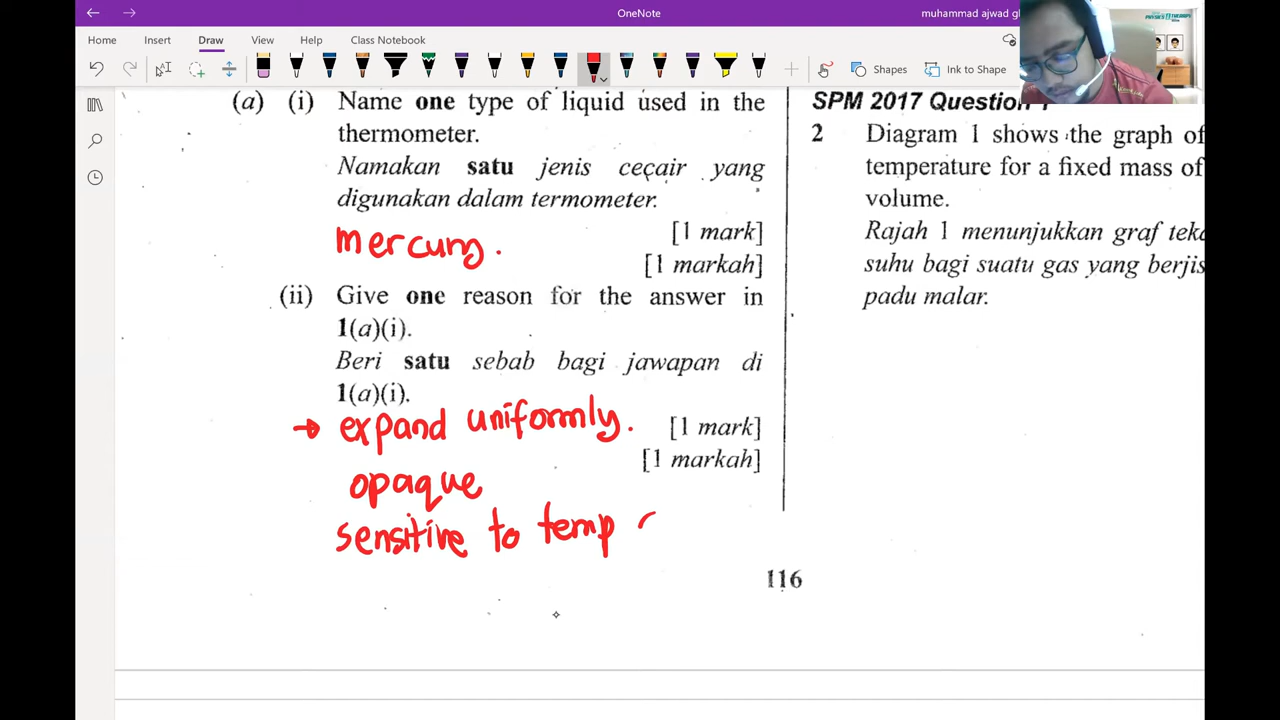 OneNote
muhammad ajwad gh
Home Insert Draw View Help Class Notebook
Shapes Ink to Shape
PHYSICS THERAPY
(a) (i) Name one type of liquid used in the
thermometer.
Namakan satu jenis cecair yang
digunakan dalam termometer.
mercury.
[1 mark]
[1 markah]
(ii) Give one reason for the answer in
1(a)(i).
Beri satu sebab bagi jawapan di
1(a)(i).
→ expand uniformly.
[1 mark]
[1 markah]
opaque
sensitive to temp c
116
SPM 2017 Question
2 Diagram 1 shows the graph of
temperature for a fixed mass of
volume.
Rajah 1 menunjukkan graf teka
suhu bagi suatu gas yang berjis
padu malar.